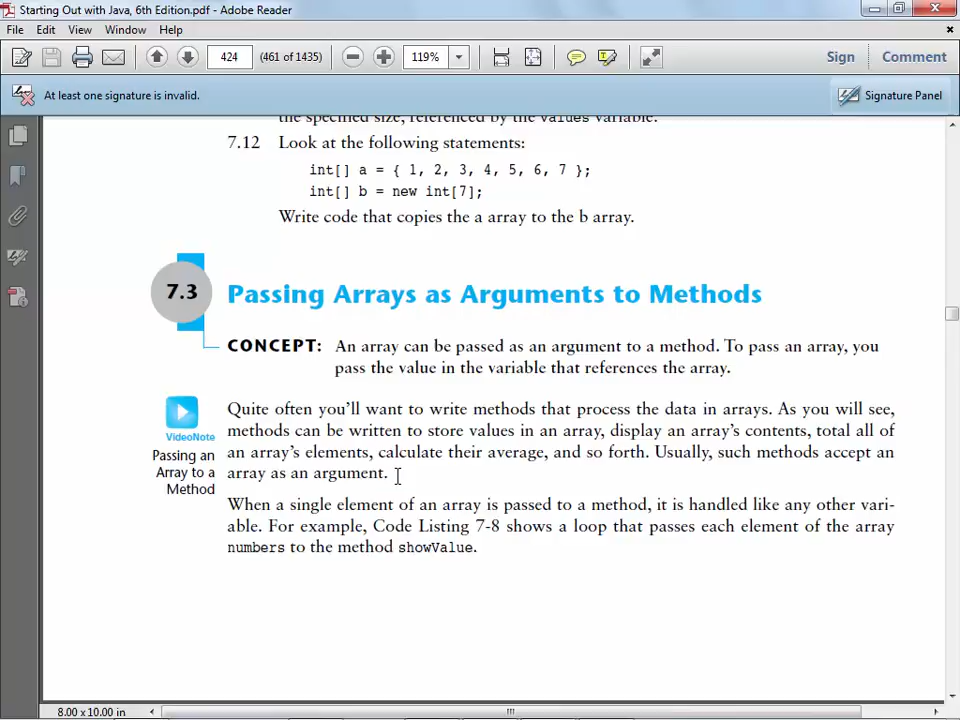 Starting Out with Java, 6th Edition.pdf - Adobe Reader
File Edit View Window Help
424 (461 of 1435) 119% Sign Comment
At least one signature is invalid. Signature Panel
the specified size, referenced by the values variable.
7.12 Look at the following statements:
int[] a = { 1, 2, 3, 4, 5, 6, 7 };
int[] b = new int[7];
Write code that copies the a array to the b array.
7.3 Passing Arrays as Arguments to Methods
CONCEPT: An array can be passed as an argument to a method. To pass an array, you
pass the value in the variable that references the array.
VideoNote
Passing an
Array to a
Method
Quite often you'll want to write methods that process the data in arrays. As you will see,
methods can be written to store values in an array, display an array's contents, total all of
an array's elements, calculate their average, and so forth. Usually, such methods accept an
array as an argument.
When a single element of an array is passed to a method, it is handled like any other vari-
able. For example, Code Listing 7-8 shows a loop that passes each element of the array
numbers to the method showValue.
8.00 x 10.00 in